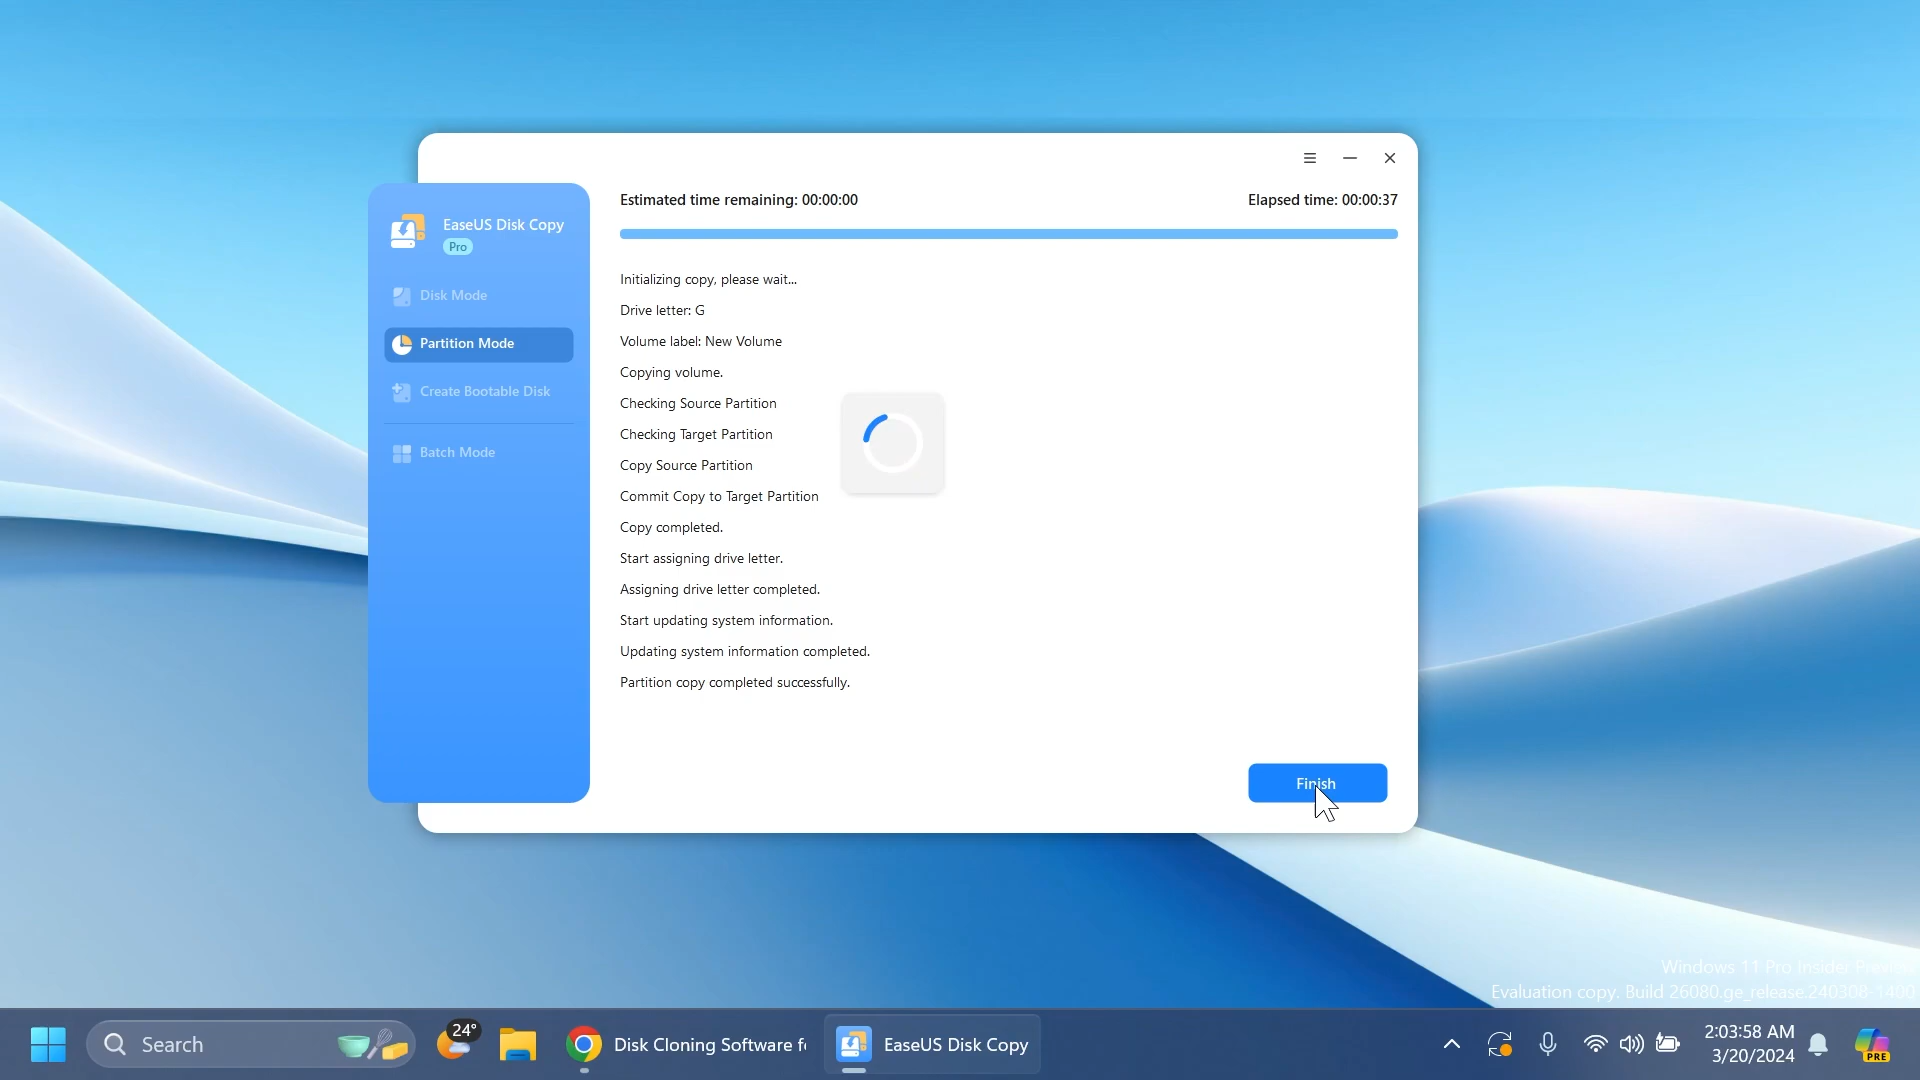 Estimated time remaining: 00:00:00
Elapsed time: 00:00:37
EaseUS Disk Copy
Pro
Disk Mode
Partition Mode
Create Bootable Disk
Batch Mode
Initializing copy, please wait...
Drive letter: G
Volume label: New Volume
Copying volume.
Checking Source Partition
Checking Target Partition
Copy Source Partition
Commit Copy to Target Partition
Copy completed.
Start assigning drive letter.
Assigning drive letter completed.
Start updating system information.
Updating system information completed.
Partition copy completed successfully.
Finish
Windows 11 Pro Insider Preview
Evaluation copy. Build 26080.ge_release.240308-1400
Search
24°
Disk Cloning Software fo
EaseUS Disk Copy
2:03:58 AM
3/20/2024
PRE